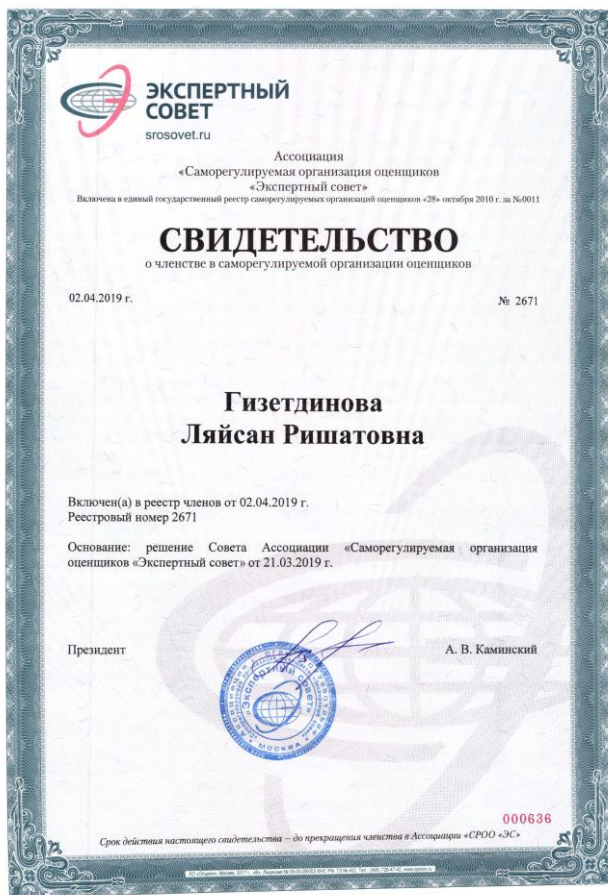 ЭКСПЕРТНЫЙ
СОВЕТ
srosovet.ru
Ассоциация
«Саморегулируемая организация оценщиков
«Экспертный совет»
Включена в единый государственный реестр саморегулируемых организаций оценщиков «28» октября 2010 г. за №0011
СВИДЕТЕЛЬСТВО
о членстве в саморегулируемой организации оценщиков
02.04.2019 г.
№ 2671
Гизетдинова
Ляйсан Ришатовна
Включен(а) в реестр членов от 02.04.2019 г.
Реестровый номер 2671
Основание: решение Совета Ассоциации «Саморегулируемая организация
оценщиков «Экспертный совет» от 21.03.2019 г.
Президент
А. В. Каминский
«Экспертный совет»
МОСКВА
000636
Срок действия настоящего свидетельства – до прекращения членства в Ассоциации «СРОО «ЭС»